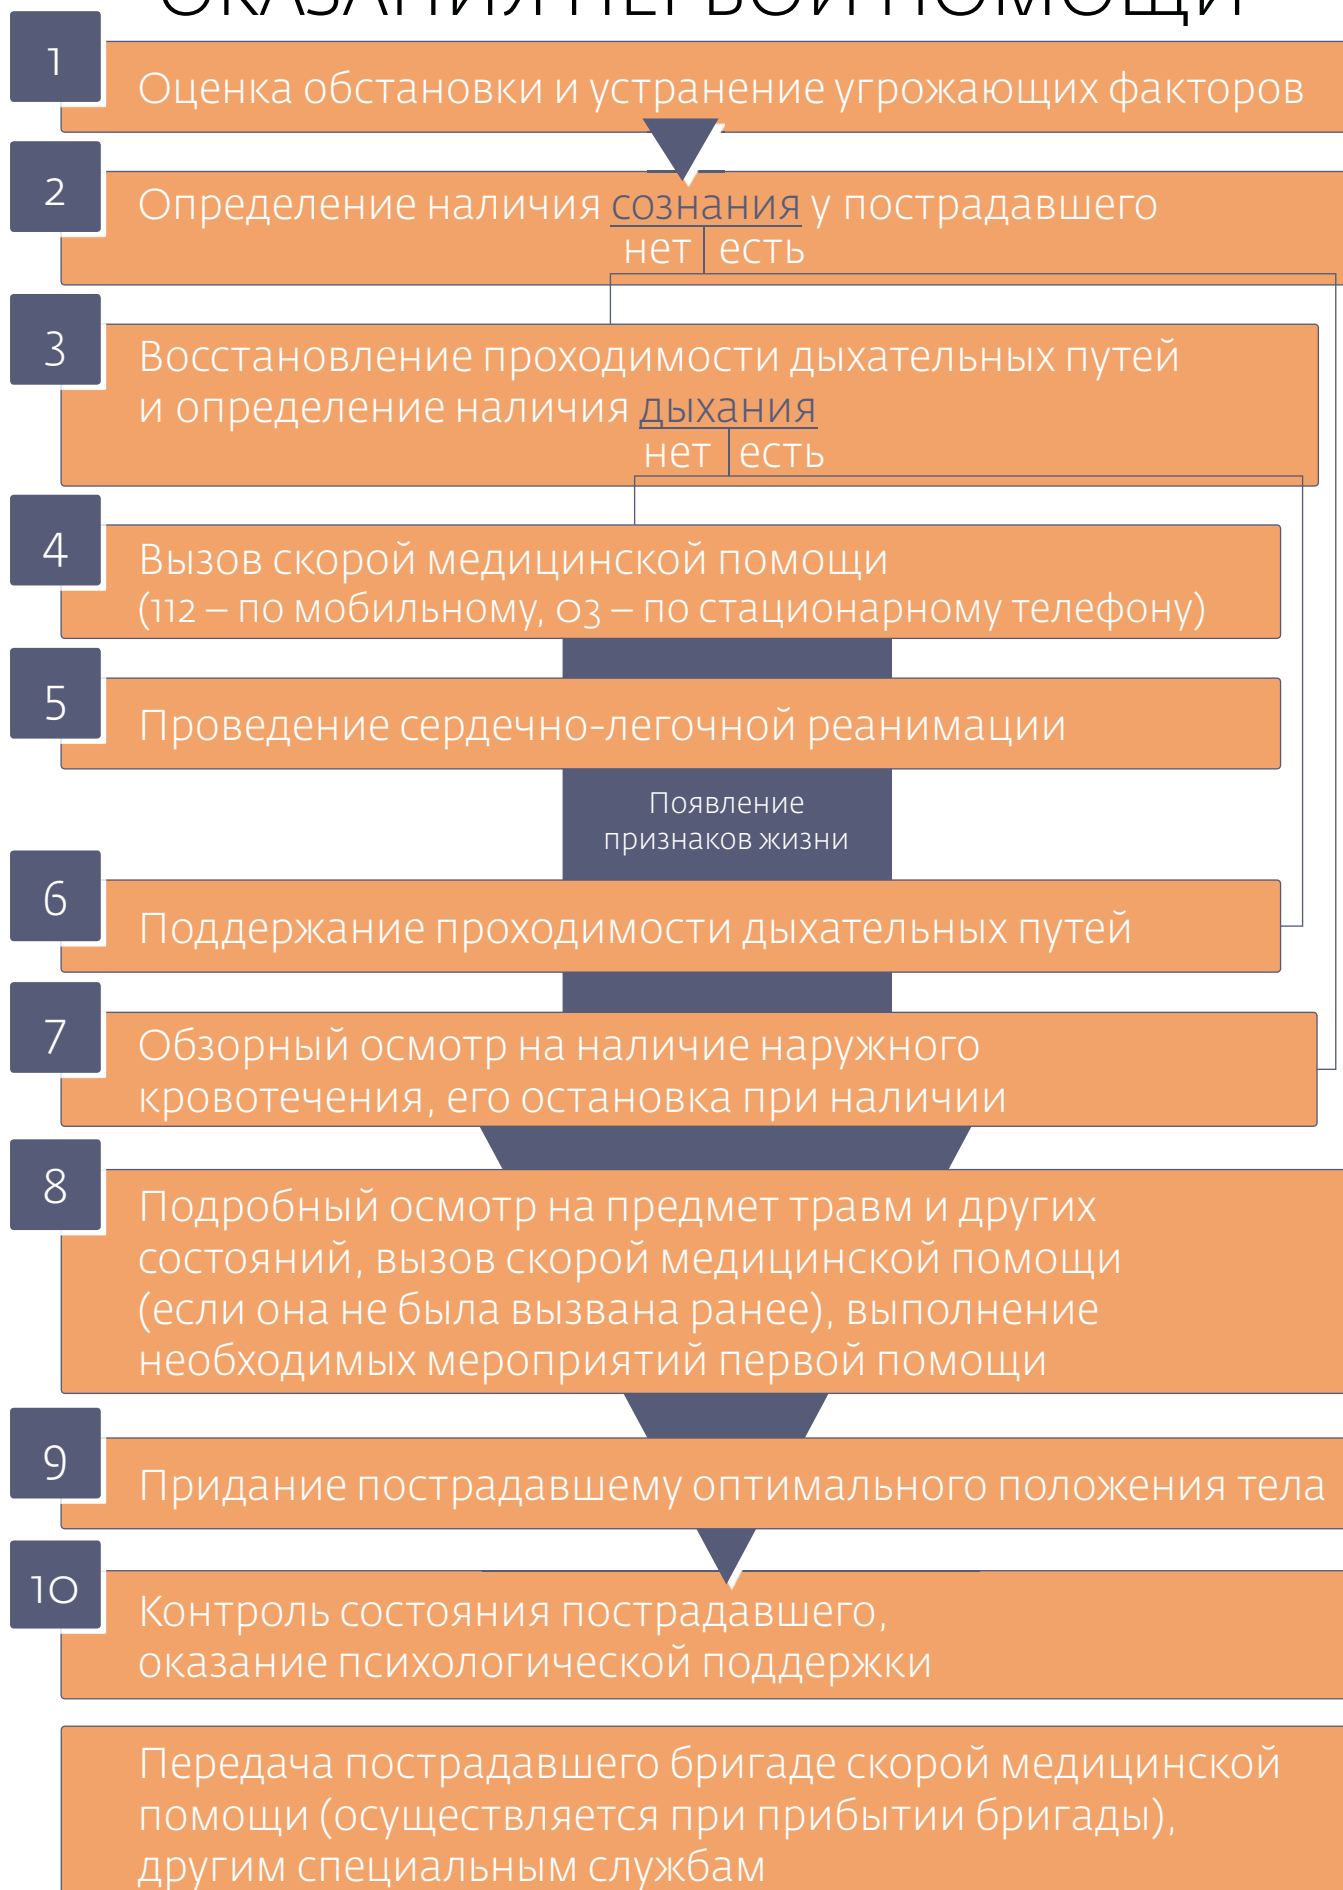 ОКАЗАНИЯ ПЕРВОЙ ПОМОЩИ
1
Оценка обстановки и устранение угрожающих факторов
2
Определение наличия сознания у пострадавшего
нет есть
3
Восстановление проходимости дыхательных путей
и определение наличия дыхания
нет есть
4
Вызов скорой медицинской помощи
(112 – по мобильному, 03 – по стационарному телефону)
5
Проведение сердечно-легочной реанимации
Появление
признаков жизни
6
Поддержание проходимости дыхательных путей
7
Обзорный осмотр на наличие наружного
кровотечения, его остановка при наличии
8
Подробный осмотр на предмет травм и других
состояний, вызов скорой медицинской помощи
(если она не была вызвана ранее), выполнение
необходимых мероприятий первой помощи
9
Придание пострадавшему оптимального положения тела
10
Контроль состояния пострадавшего,
оказание психологической поддержки
Передача пострадавшего бригаде скорой медицинской
помощи (осуществляется при прибытии бригады),
другим специальным службам